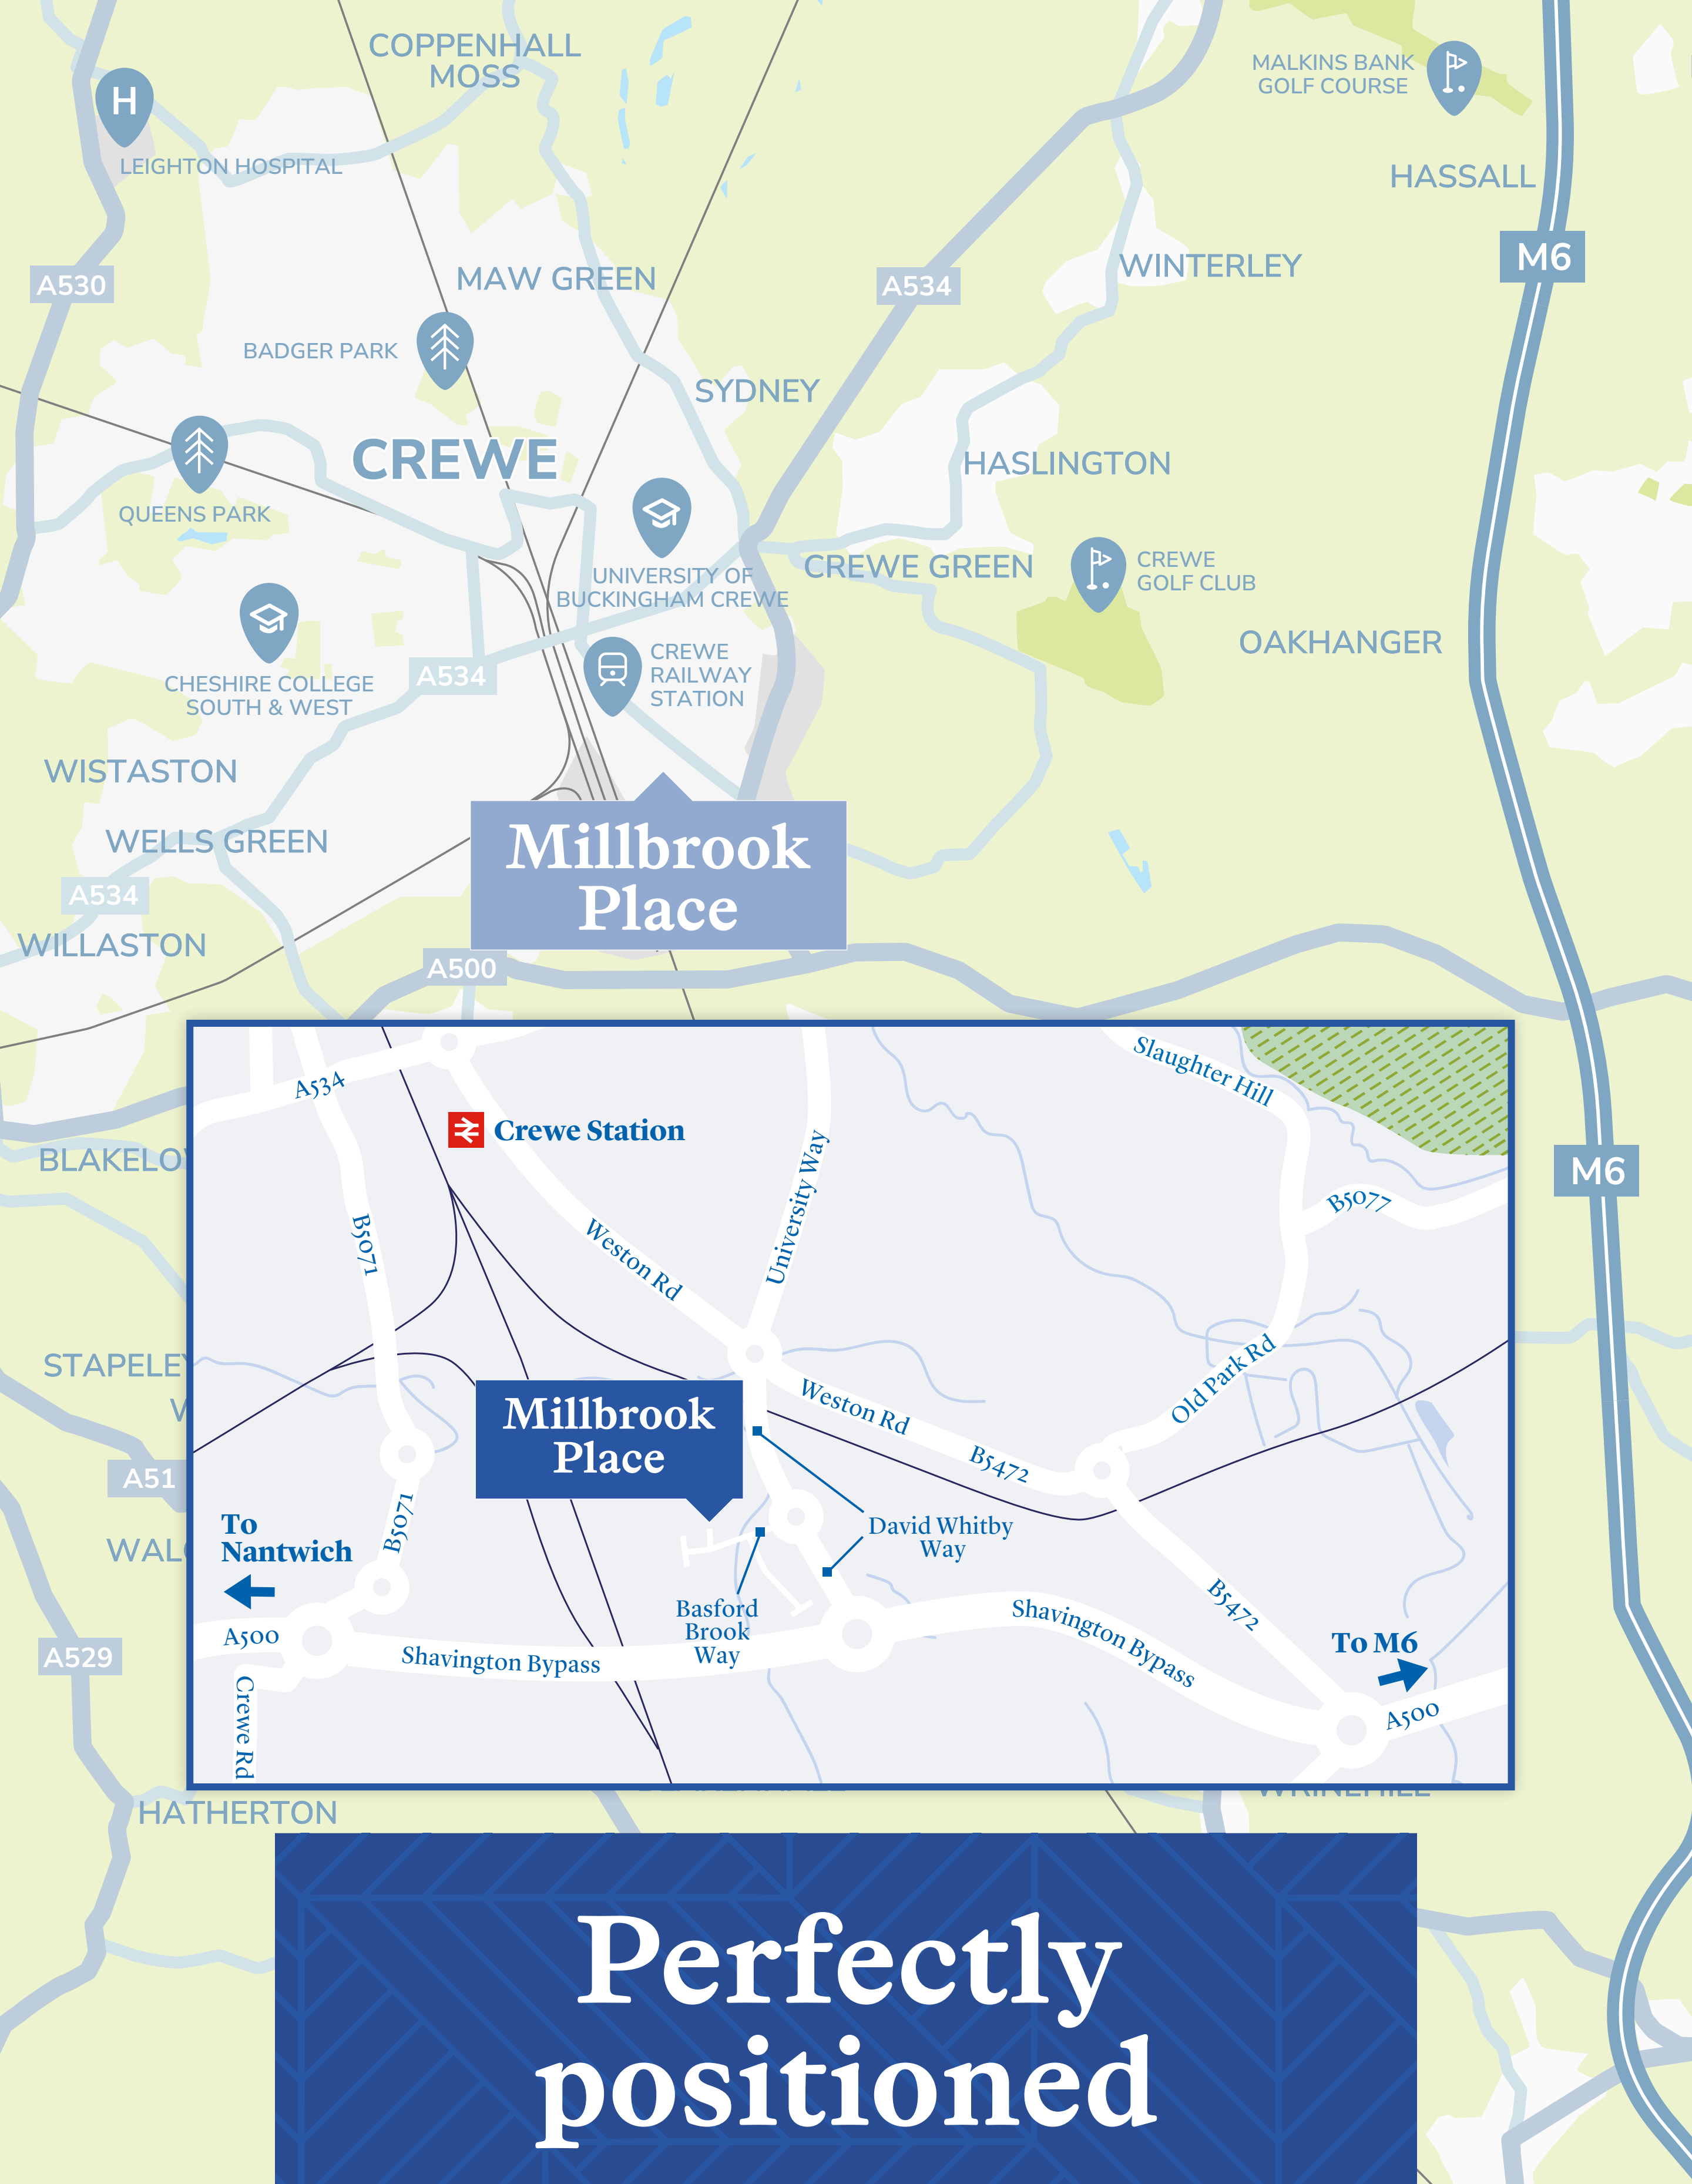 COPPENHALL
MOSS
MALKINS BANK
GOLF COURSE
H
LEIGHTON HOSPITAL
HASSALL
M6
WINTERLEY
MAW GREEN
A530
A534
BADGER PARK
SYDNEY
CREWE
HASLINGTON
QUEENS PARK
UNIVERSITY OF
BUCKINGHAM CREWE
CREWE GREEN
CREWE
GOLF CLUB
OAKHANGER
CHESHIRE COLLEGE
SOUTH & WEST
A534
CREWE
RAILWAY
STATION
WISTASTON
WELLS GREEN
Millbrook
Place
A534
WILLASTON
A500
A534
Crewe Station
Slaughter Hill
University Way
BLAKELO
M6
B5071
Weston Rd
B5077
STAPELEY
Old Park Rd
Millbrook
Place
Weston Rd
B5472
A51
To
Nantwich
B5071
David Whitby
Way
WAL
Basford
Brook
Way
B5472
A500
Shavington Bypass
Shavington Bypass
To M6
A529
A500
Crewe Rd
HATHERTON
WRINEHILL
Perfectly
positioned